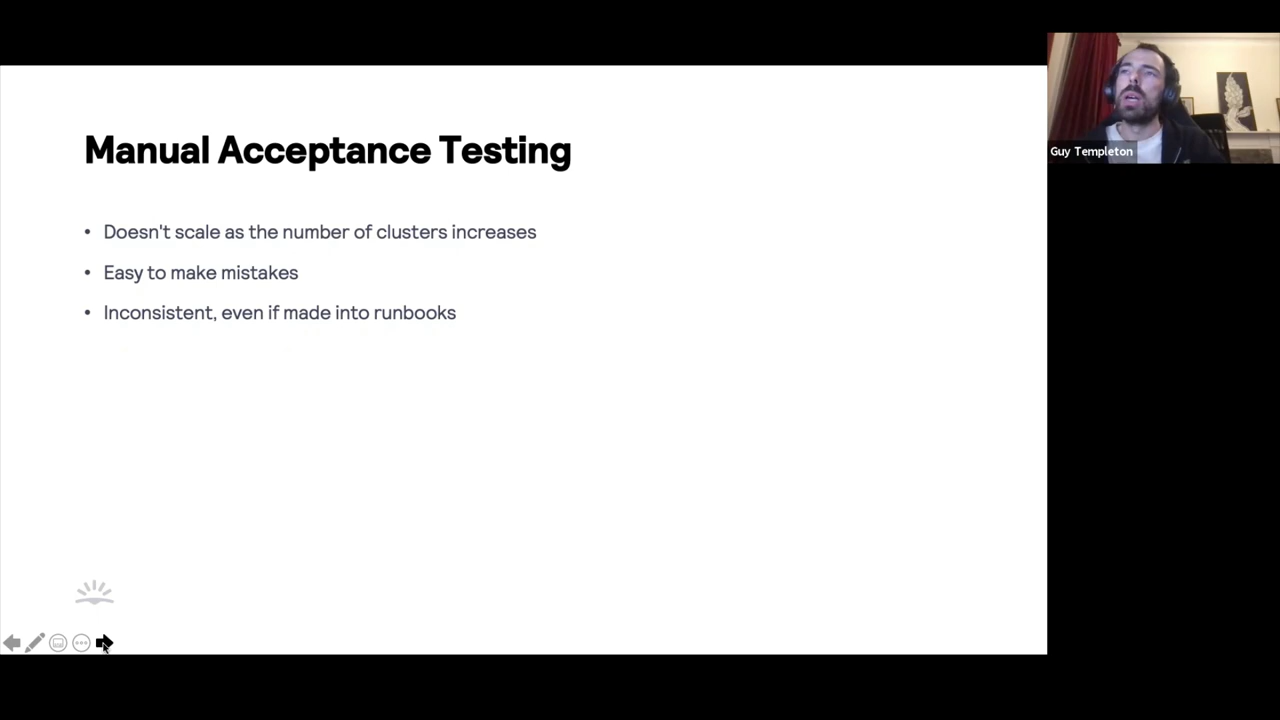 Manual Acceptance Testing
• Doesn't scale as the number of clusters increases
• Easy to make mistakes
• Inconsistent, even if made into runbooks
Guy Templeton